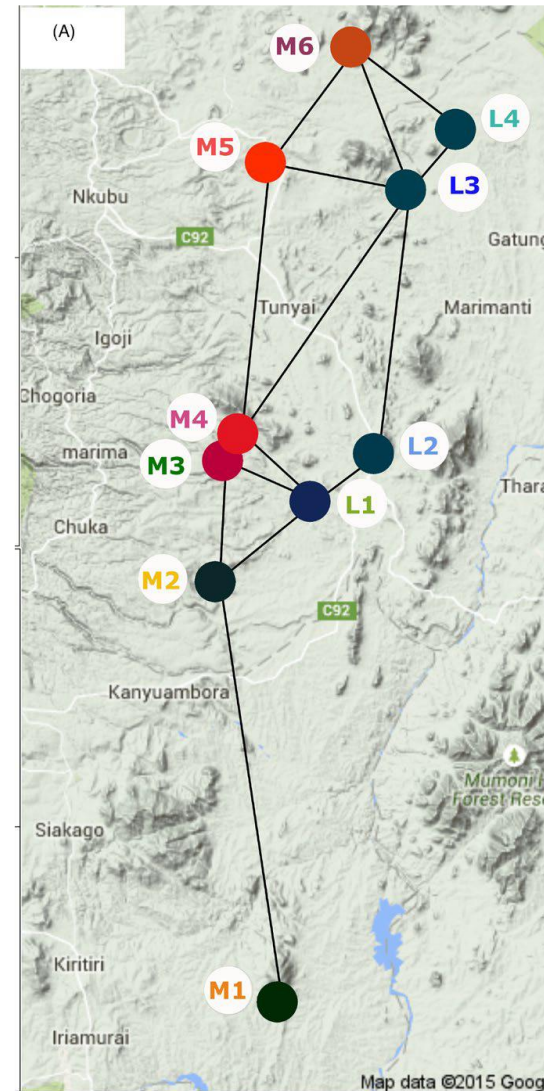 (A)
M6
L4
M5
L3
Nkubu
C92
Gatung
Tunyai
Marimanti
Igoji
Chogoria
M4
marima
M3
L2
Thara
L1
Chuka
M2
C92
Kanyuambora
Mumoni H
Forest Rese
Siakago
Kiritiri
M1
Iriamurai
Map data ©2015 Goog